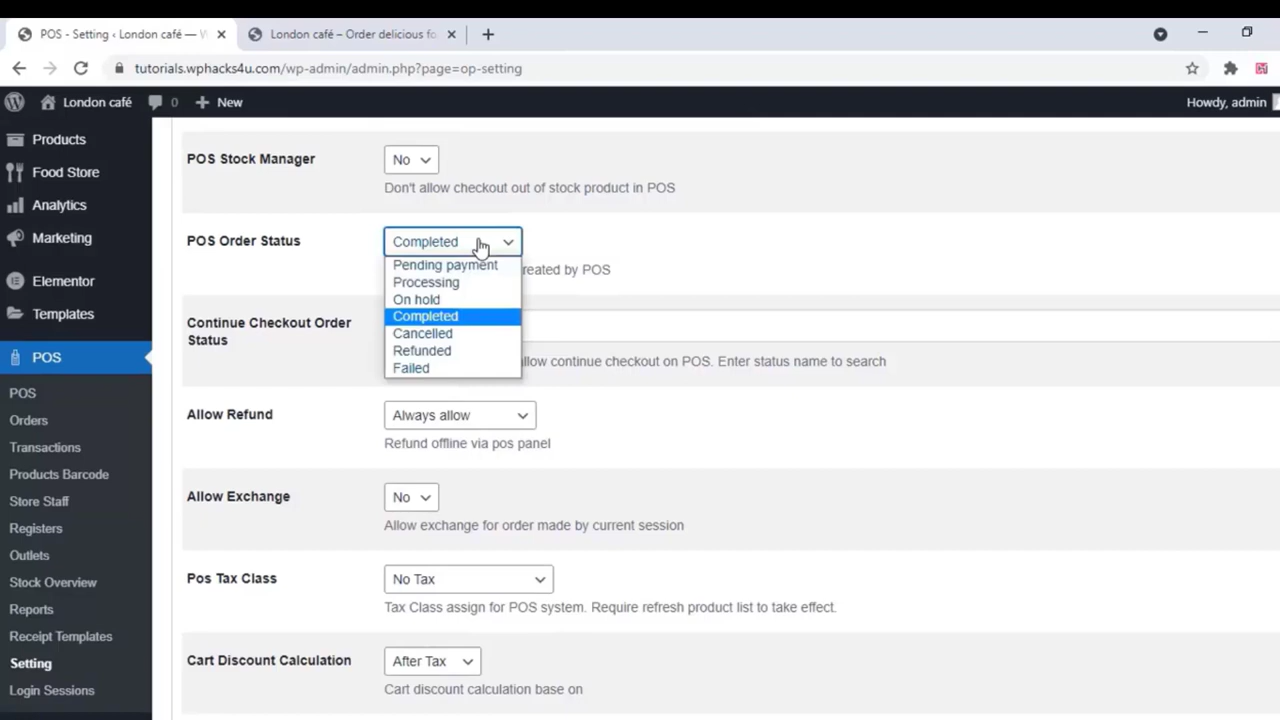 POS - Setting ‹ London café — W
London café – Order delicious fo
tutorials.wphacks4u.com/wp-admin/admin.php?page=op-setting
London café 0 New Howdy, admin
Products
Food Store
Analytics
Marketing
Elementor
Templates
POS
POS
Orders
Transactions
Products Barcode
Store Staff
Registers
Outlets
Stock Overview
Reports
Receipt Templates
Setting
Login Sessions
POS Stock Manager
No
Don't allow checkout out of stock product in POS
POS Order Status
Completed
Pending payment
Processing
On hold
Completed
Cancelled
Refunded
Failed
reated by POS
Continue Checkout Order
Status
llow continue checkout on POS. Enter status name to search
Allow Refund
Always allow
Refund offline via pos panel
Allow Exchange
No
Allow exchange for order made by current session
Pos Tax Class
No Tax
Tax Class assign for POS system. Require refresh product list to take effect.
Cart Discount Calculation
After Tax
Cart discount calculation base on